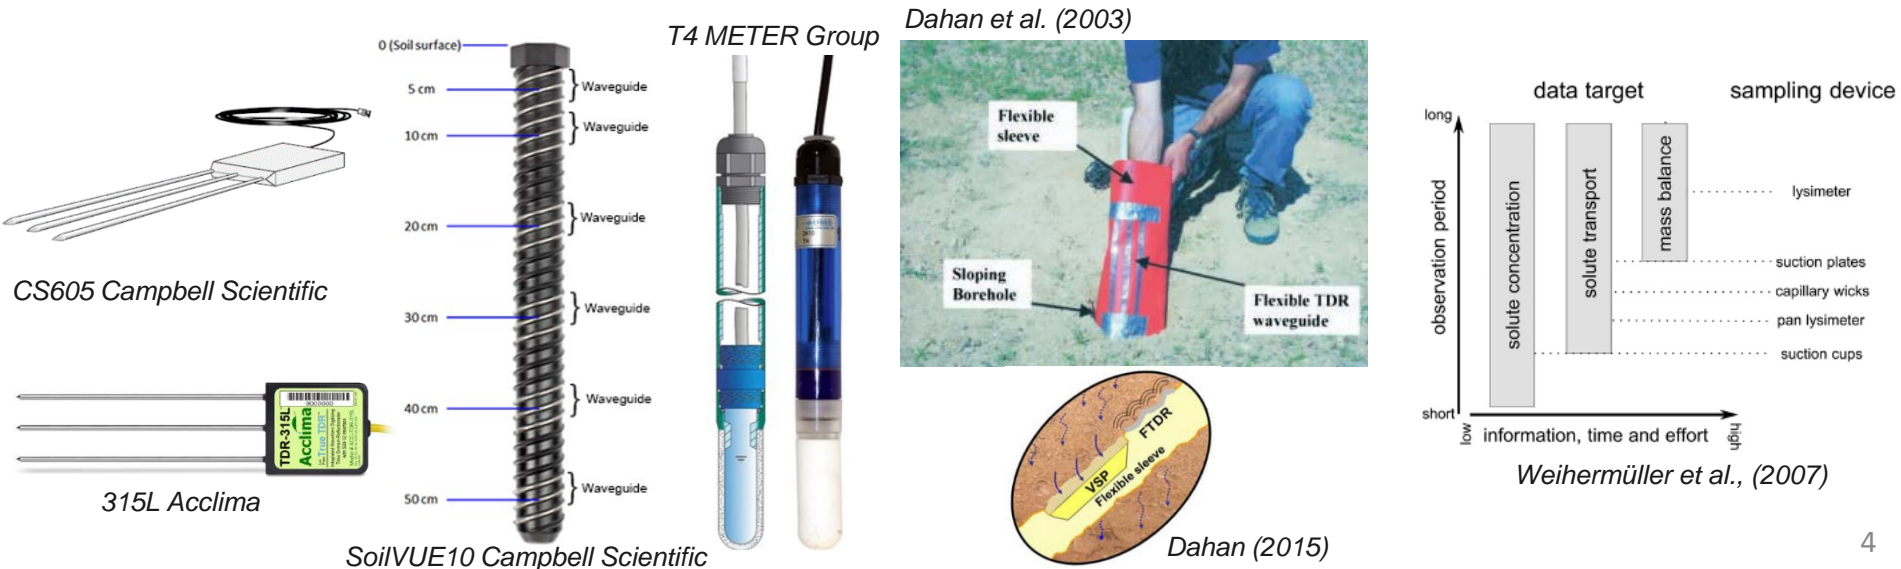 CS605 Campbell Scientific
TDR-315L
Acclima
True TDR
315L Acclima
0 (Soil surface)
5 cm
10 cm
20 cm
30 cm
40 cm
50 cm
Waveguide
Waveguide
Waveguide
Waveguide
Waveguide
Waveguide
SoilVUE10 Campbell Scientific
T4 METER Group
Dahan et al. (2003)
Flexible
sleeve
Sloping
Borehole
Flexible TDR
waveguide
FTDR
VSP
Flexible sleeve
Dahan (2015)
data target
sampling device
long
short
observation period
solute concentration
solute transport
mass balance
lysimeter
suction plates
capillary wicks
pan lysimeter
suction cups
low
information, time and effort
high
Weihermüller et al., (2007)
4